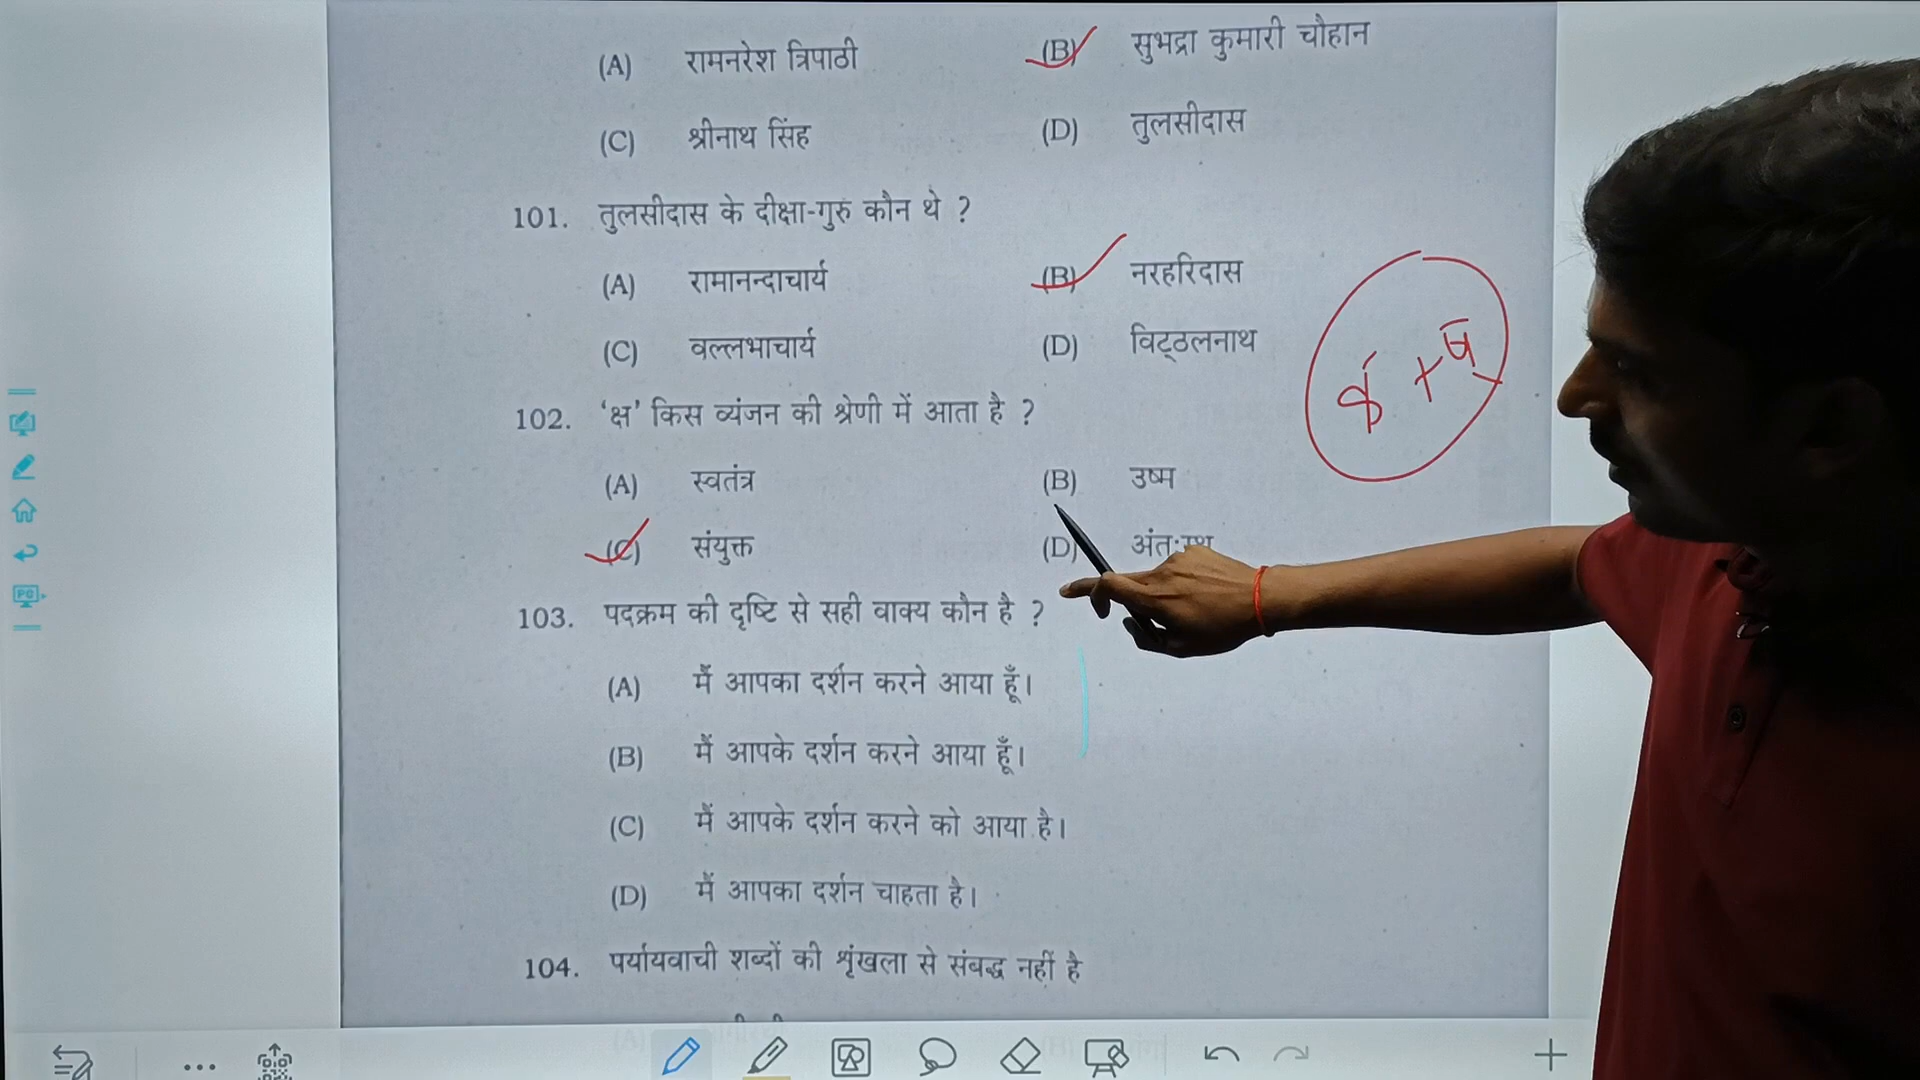 (A) रामनरेश त्रिपाठी (B) सुभद्रा कुमारी चौहान
(C) श्रीनाथ सिंह (D) तुलसीदास
101. तुलसीदास के दीक्षा-गुरु कौन थे ?
(A) रामानन्दाचार्य (B) नरहरिदास
(C) वल्लभाचार्य (D) विट्ठलनाथ
102. ‘क्ष’ किस व्यंजन की श्रेणी में आता है ?
(A) स्वतंत्र (B) उष्म
(C) संयुक्त (D)
103. पदक्रम की दृष्टि से सही वाक्य कौन है ?
(A) मैं आपका दर्शन करने आया हूँ।
(B) मैं आपके दर्शन करने आया हूँ।
(C) मैं आपके दर्शन करने को आया है।
(D) मैं आपका दर्शन चाहता है।
104. पर्यायवाची शब्दों की शृंखला से संबद्ध नहीं है